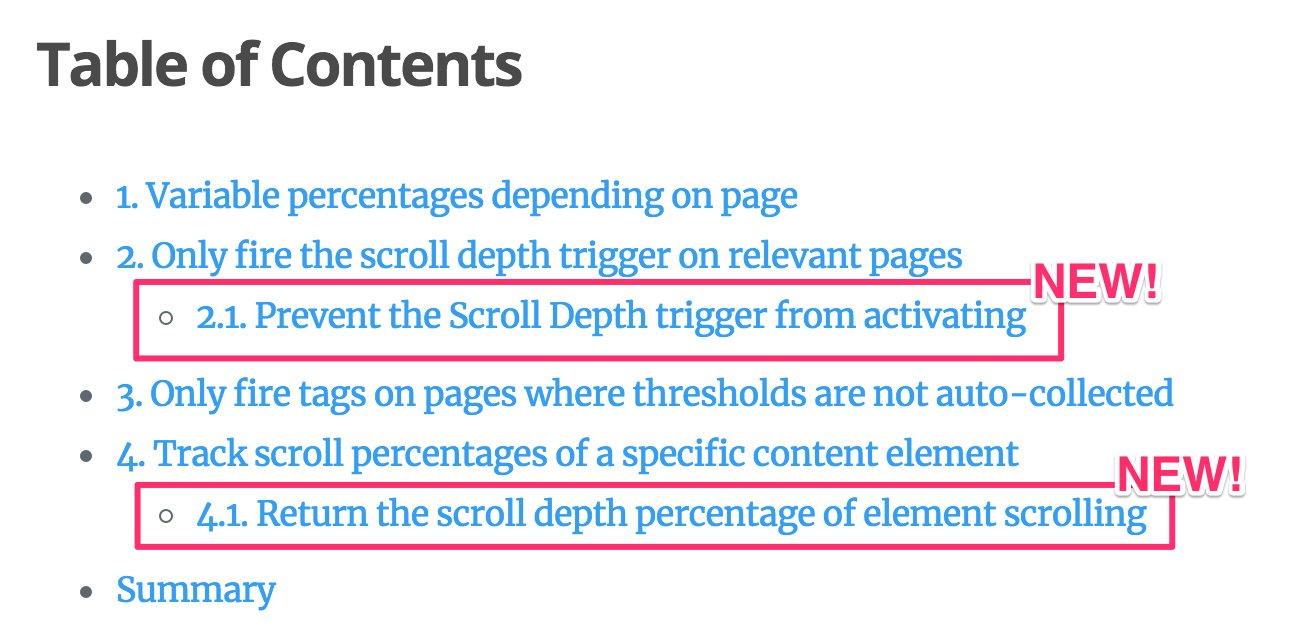 Table of Contents
1. Variable percentages depending on page
2. Only fire the scroll depth trigger on relevant pages
NEW!
2.1. Prevent the Scroll Depth trigger from activating
3. Only fire tags on pages where thresholds are not auto-collected
4. Track scroll percentages of a specific content element
NEW!
4.1. Return the scroll depth percentage of element scrolling
Summary